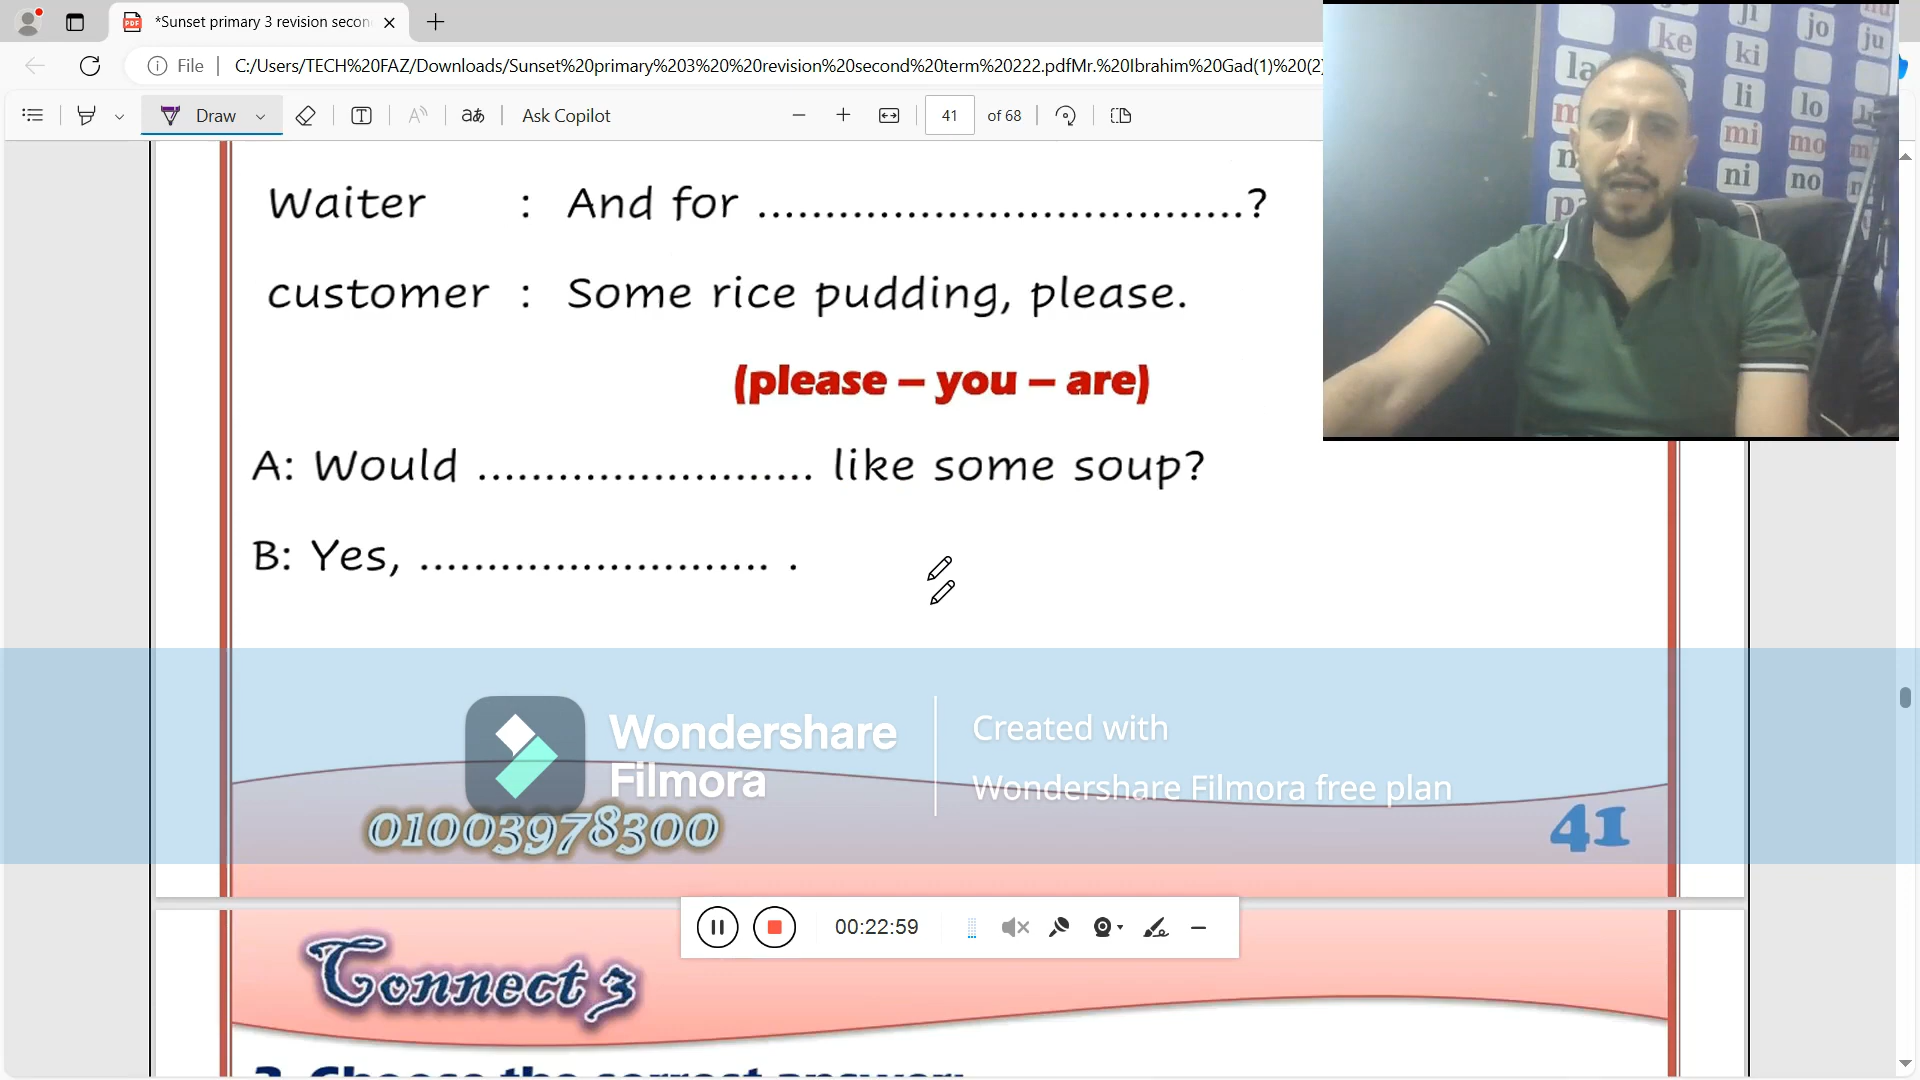 *Sunset primary 3 revision secon
File
C:/Users/TECH%20FAZ/Downloads/Sunset%20primary%203%20%20revision%20second%20term%20222.pdfMr.%20Ibrahim%20Gad(1)%20(2)
Draw
Ask Copilot
41 of 68
ke ji jo ju
la ki
li lo
mi mo
ni no
Waiter : And for ....................................?
customer : Some rice pudding, please.
(please – you – are)
A: Would ......................... like some soup?
B: Yes, .......................... .
Wondershare
Filmora
Created with
Wondershare Filmora free plan
01003978300
41
00:22:59
Connect 3